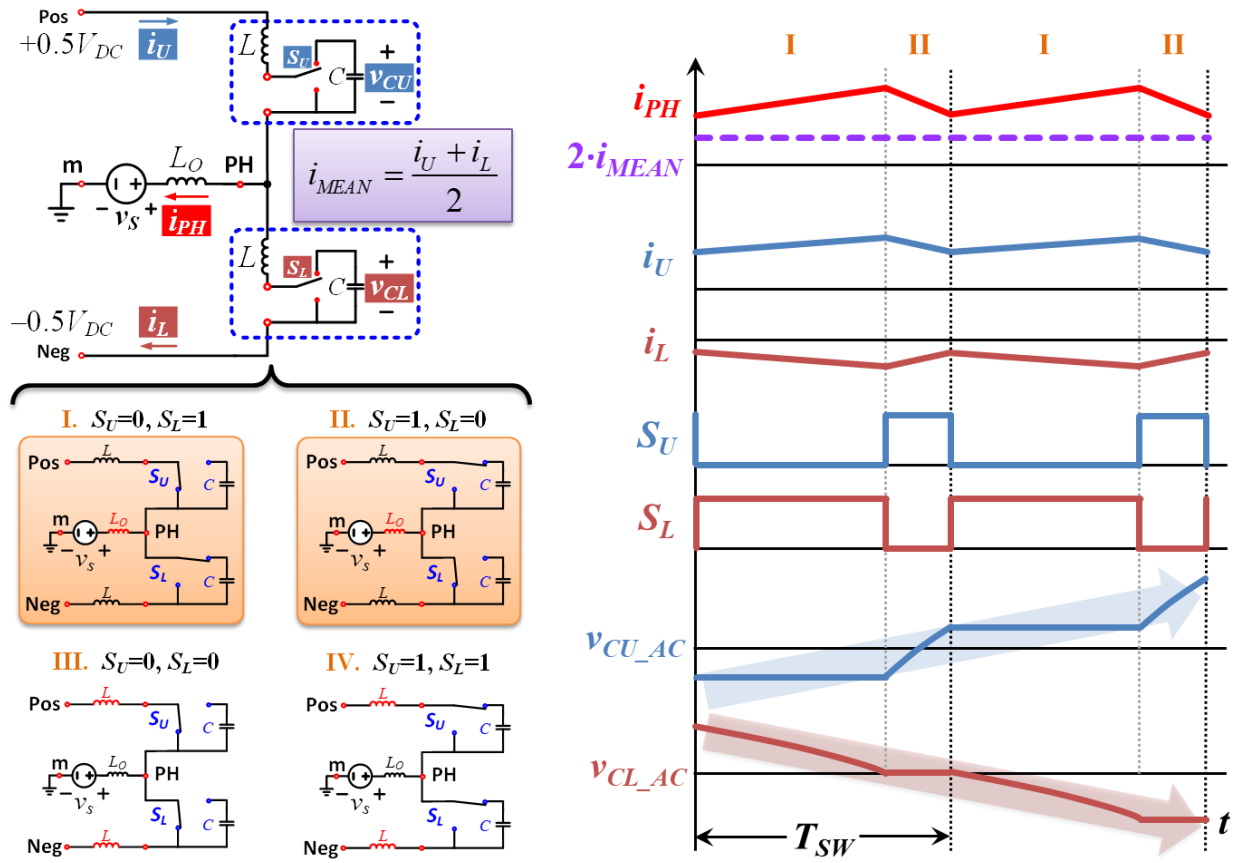 Pos
+0.5V_DC
i_U
L
S_U
C
+
v_CU
−
m
L_O
PH
− v_S +
i_PH
i_MEAN = (i_U + i_L) / 2
L
S_L
C
+
v_CL
−
−0.5V_DC
i_L
Neg
I. S_U=0, S_L=1
L
Pos
S_U
C
m
L_O
PH
− v_s +
S_L
C
Neg
L
II. S_U=1, S_L=0
L
Pos
S_U
C
m
L_O
PH
− v_s +
S_L
C
Neg
L
III. S_U=0, S_L=0
L
Pos
S_U
C
m
L_O
PH
− v_s +
S_L
C
Neg
L
IV. S_U=1, S_L=1
L
Pos
S_U
C
m
L_O
PH
− v_s +
S_L
C
Neg
L
I II I II
i_PH
2·i_MEAN
i_U
i_L
S_U
S_L
v_CU_AC
v_CL_AC
t
T_SW